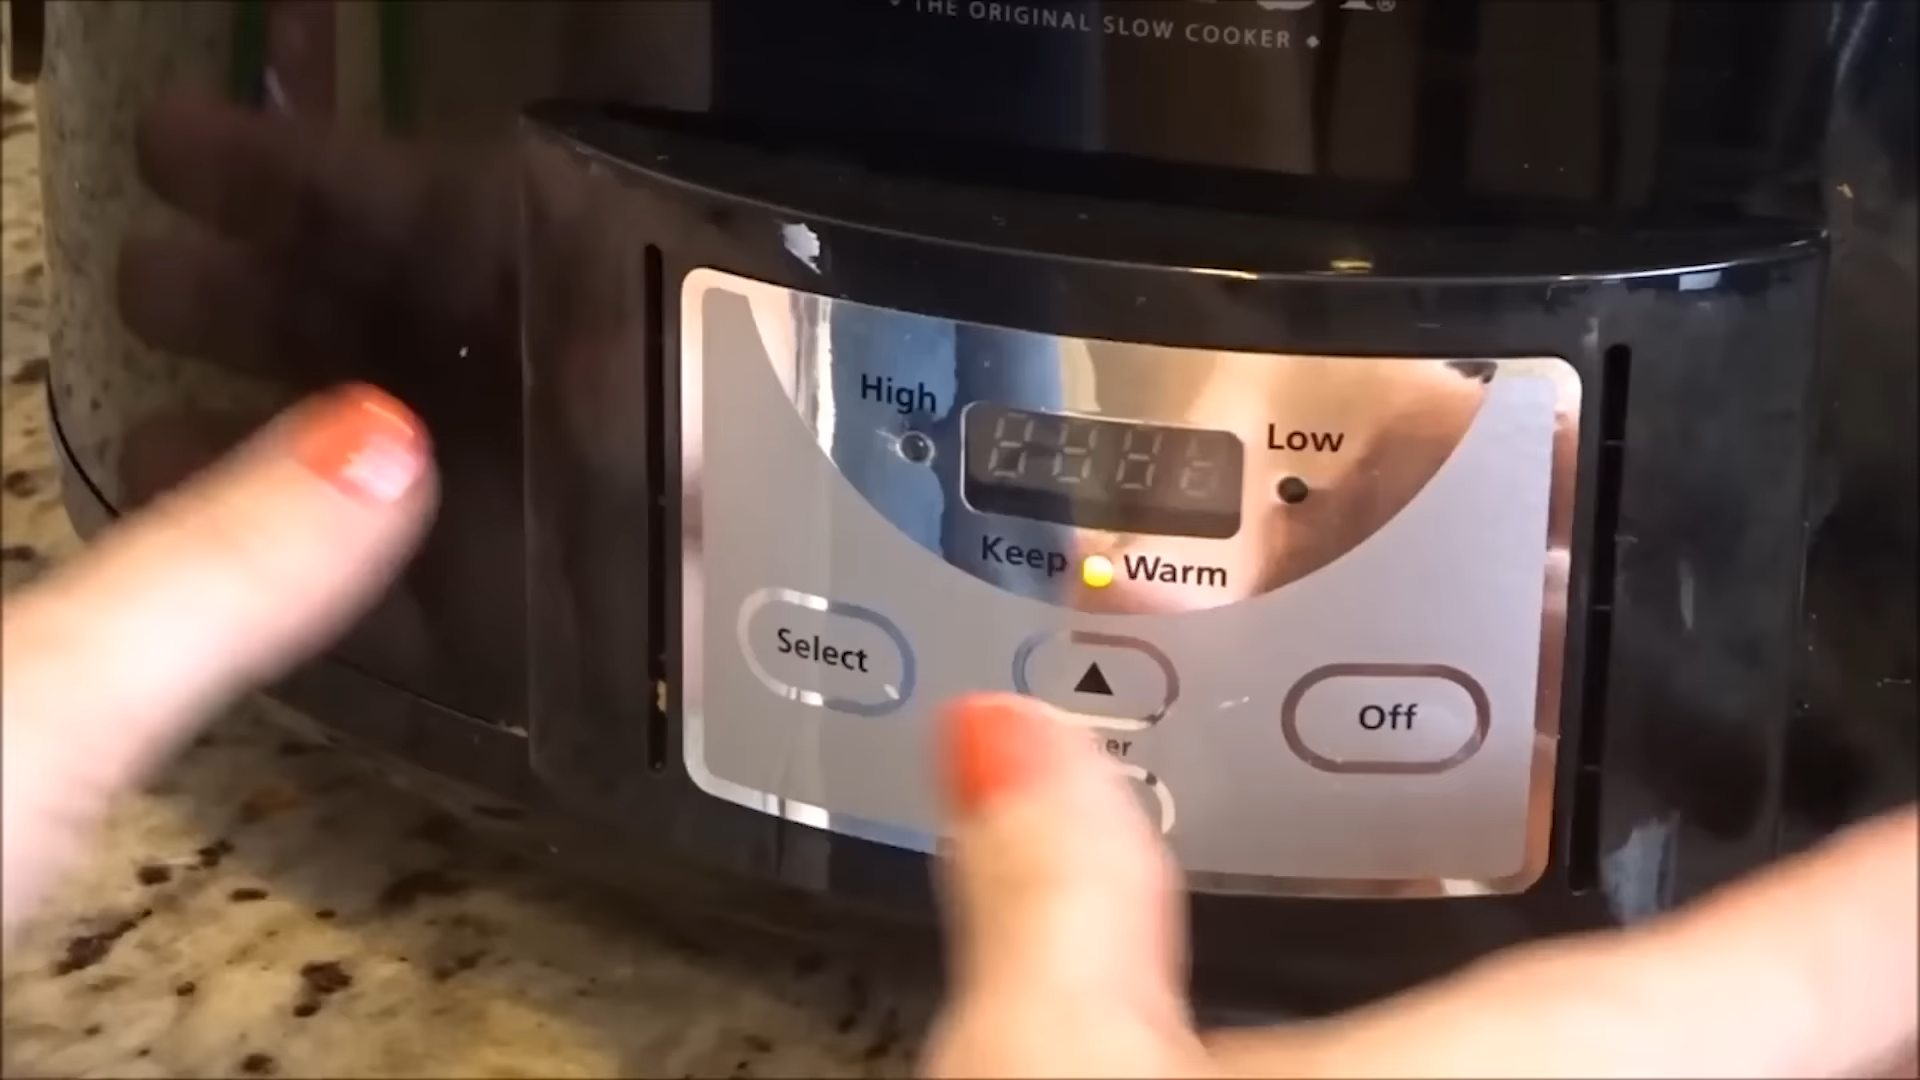 THE ORIGINAL SLOW COOKER
High
Low
Keep Warm
Select
Off